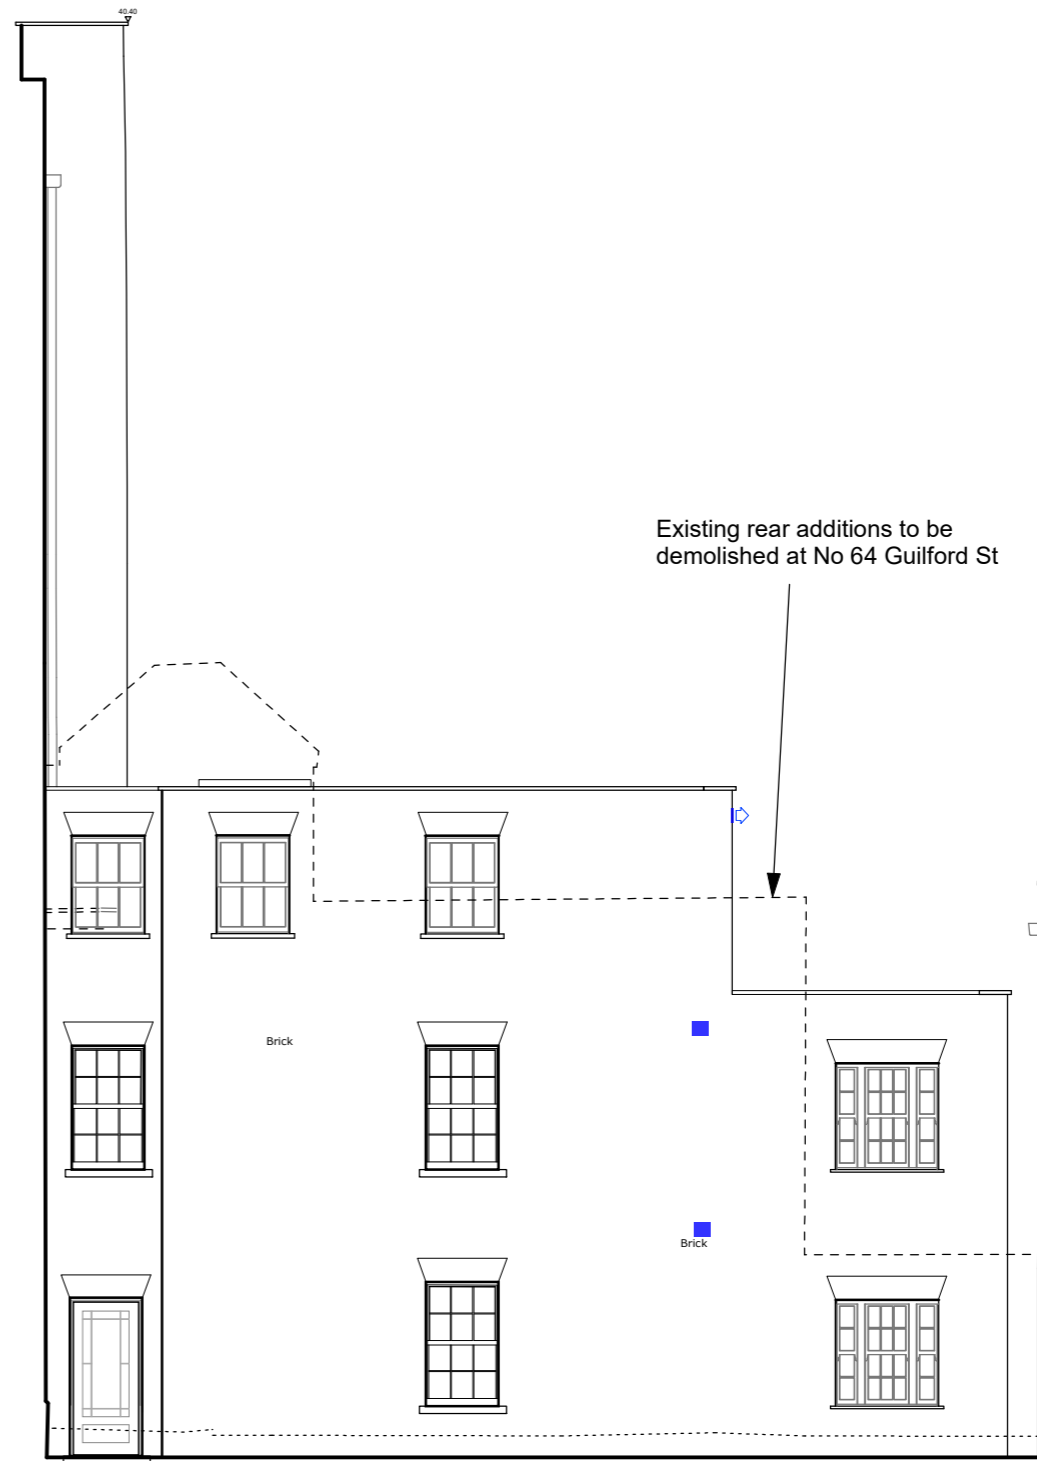 40.40
Existing rear additions to be
demolished at No 64 Guilford St
Brick
Brick